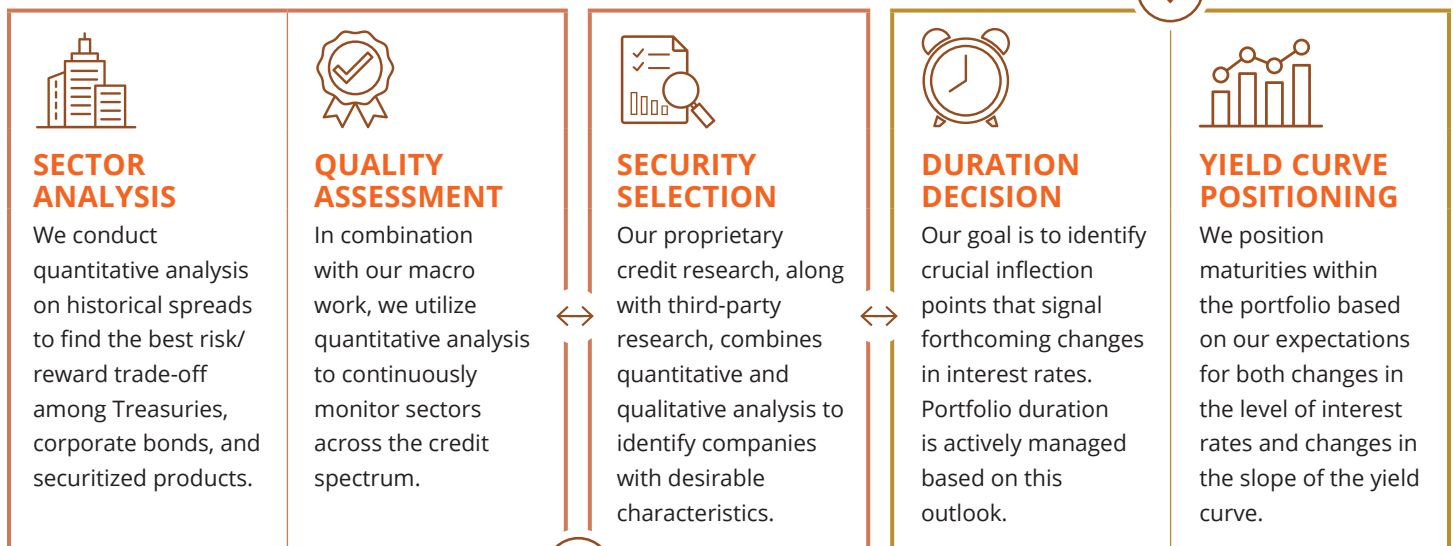 SECTOR
ANALYSIS
We conduct
quantitative analysis
on historical spreads
to find the best risk/
reward trade-off
among Treasuries,
corporate bonds, and
securitized products.
QUALITY
ASSESSMENT
In combination
with our macro
work, we utilize
quantitative analysis
to continuously
monitor sectors
across the credit
spectrum.
SECURITY
SELECTION
Our proprietary
credit research, along
with third-party
research, combines
quantitative and
qualitative analysis to
identify companies
with desirable
characteristics.
DURATION
DECISION
Our goal is to identify
crucial inflection
points that signal
forthcoming changes
in interest rates.
Portfolio duration
is actively managed
based on this
outlook.
YIELD CURVE
POSITIONING
We position
maturities within
the portfolio based
on our expectations
for both changes in
the level of interest
rates and changes in
the slope of the yield
curve.